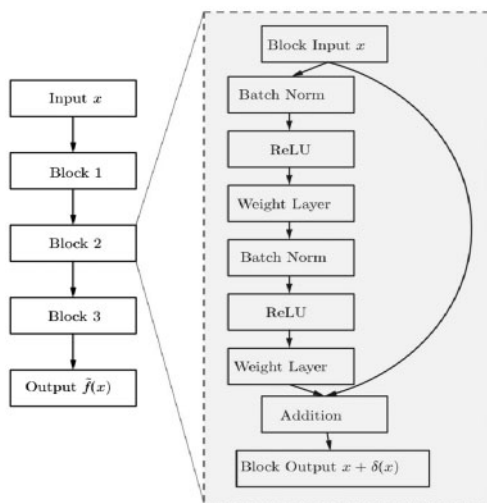 Input x
Block 1
Block 2
Block 3
Output f̂(x)
Block Input x
Batch Norm
ReLU
Weight Layer
Batch Norm
ReLU
Weight Layer
Addition
Block Output x + δ(x)